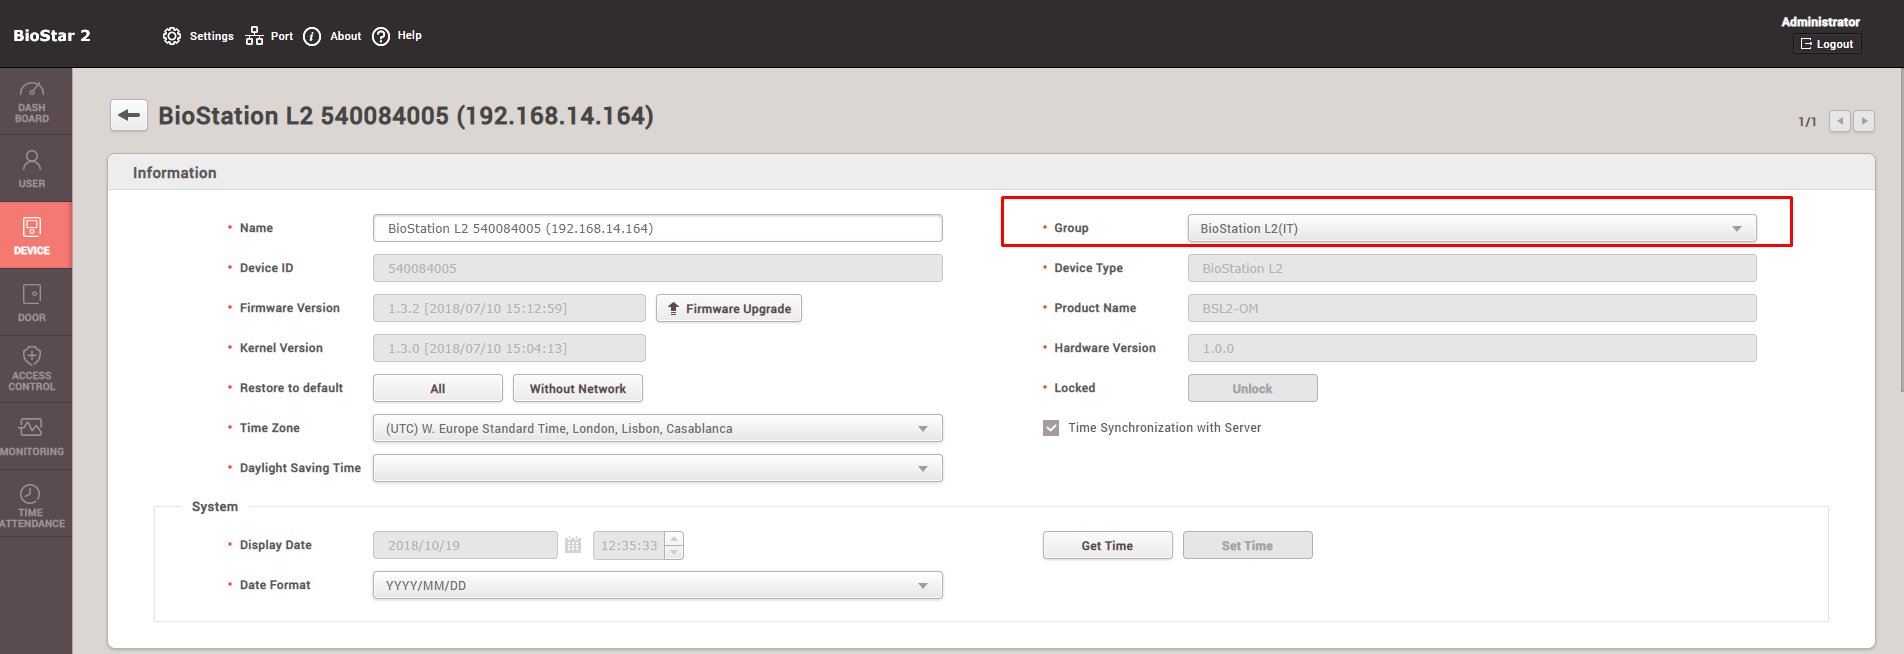 BioStar 2
Settings Port About Help
Administrator
Logout
DASH
BOARD
USER
DEVICE
DOOR
ACCESS
CONTROL
MONITORING
TIME
ATTENDANCE
BioStation L2 540084005 (192.168.14.164)
1/1
Information
Name BioStation L2 540084005 (192.168.14.164)
Group BioStation L2(IT)
Device ID 540084005
Device Type BioStation L2
Firmware Version 1.3.2 [2018/07/10 15:12:59] Firmware Upgrade
Product Name BSL2-OM
Kernel Version 1.3.0 [2018/07/10 15:04:13]
Hardware Version 1.0.0
Restore to default All Without Network
Locked Unlock
Time Zone (UTC) W. Europe Standard Time, London, Lisbon, Casablanca
Time Synchronization with Server
Daylight Saving Time
System
Display Date 2018/10/19 12:35:33
Get Time Set Time
Date Format YYYY/MM/DD